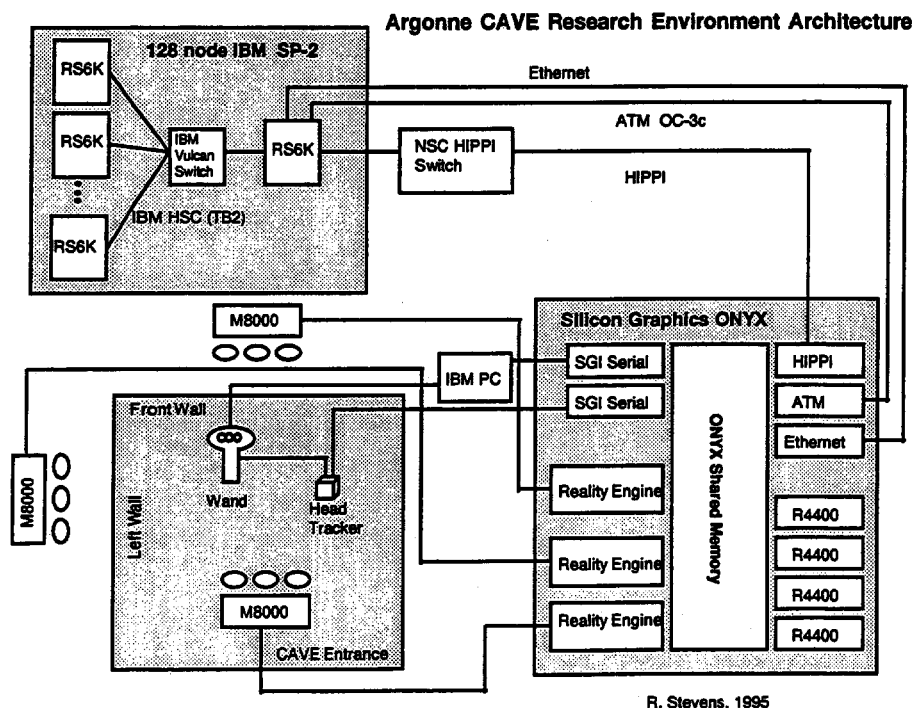 Argonne CAVE Research Environment Architecture
128 node IBM SP-2
RS6K
RS6K
RS6K
IBM
Vulcan
Switch
RS6K
IBM HSC (TB2)
NSC HIPPI
Switch
Ethernet
ATM OC-3c
HIPPI
M8000
IBM PC
M8000
Front Wall
Left Wall
Wand
Head
Tracker
M8000
CAVE Entrance
Silicon Graphics ONYX
SGI Serial
SGI Serial
Reality Engine
Reality Engine
Reality Engine
ONYX Shared Memory
HIPPI
ATM
Ethernet
R4400
R4400
R4400
R4400
R. Stevens, 1995